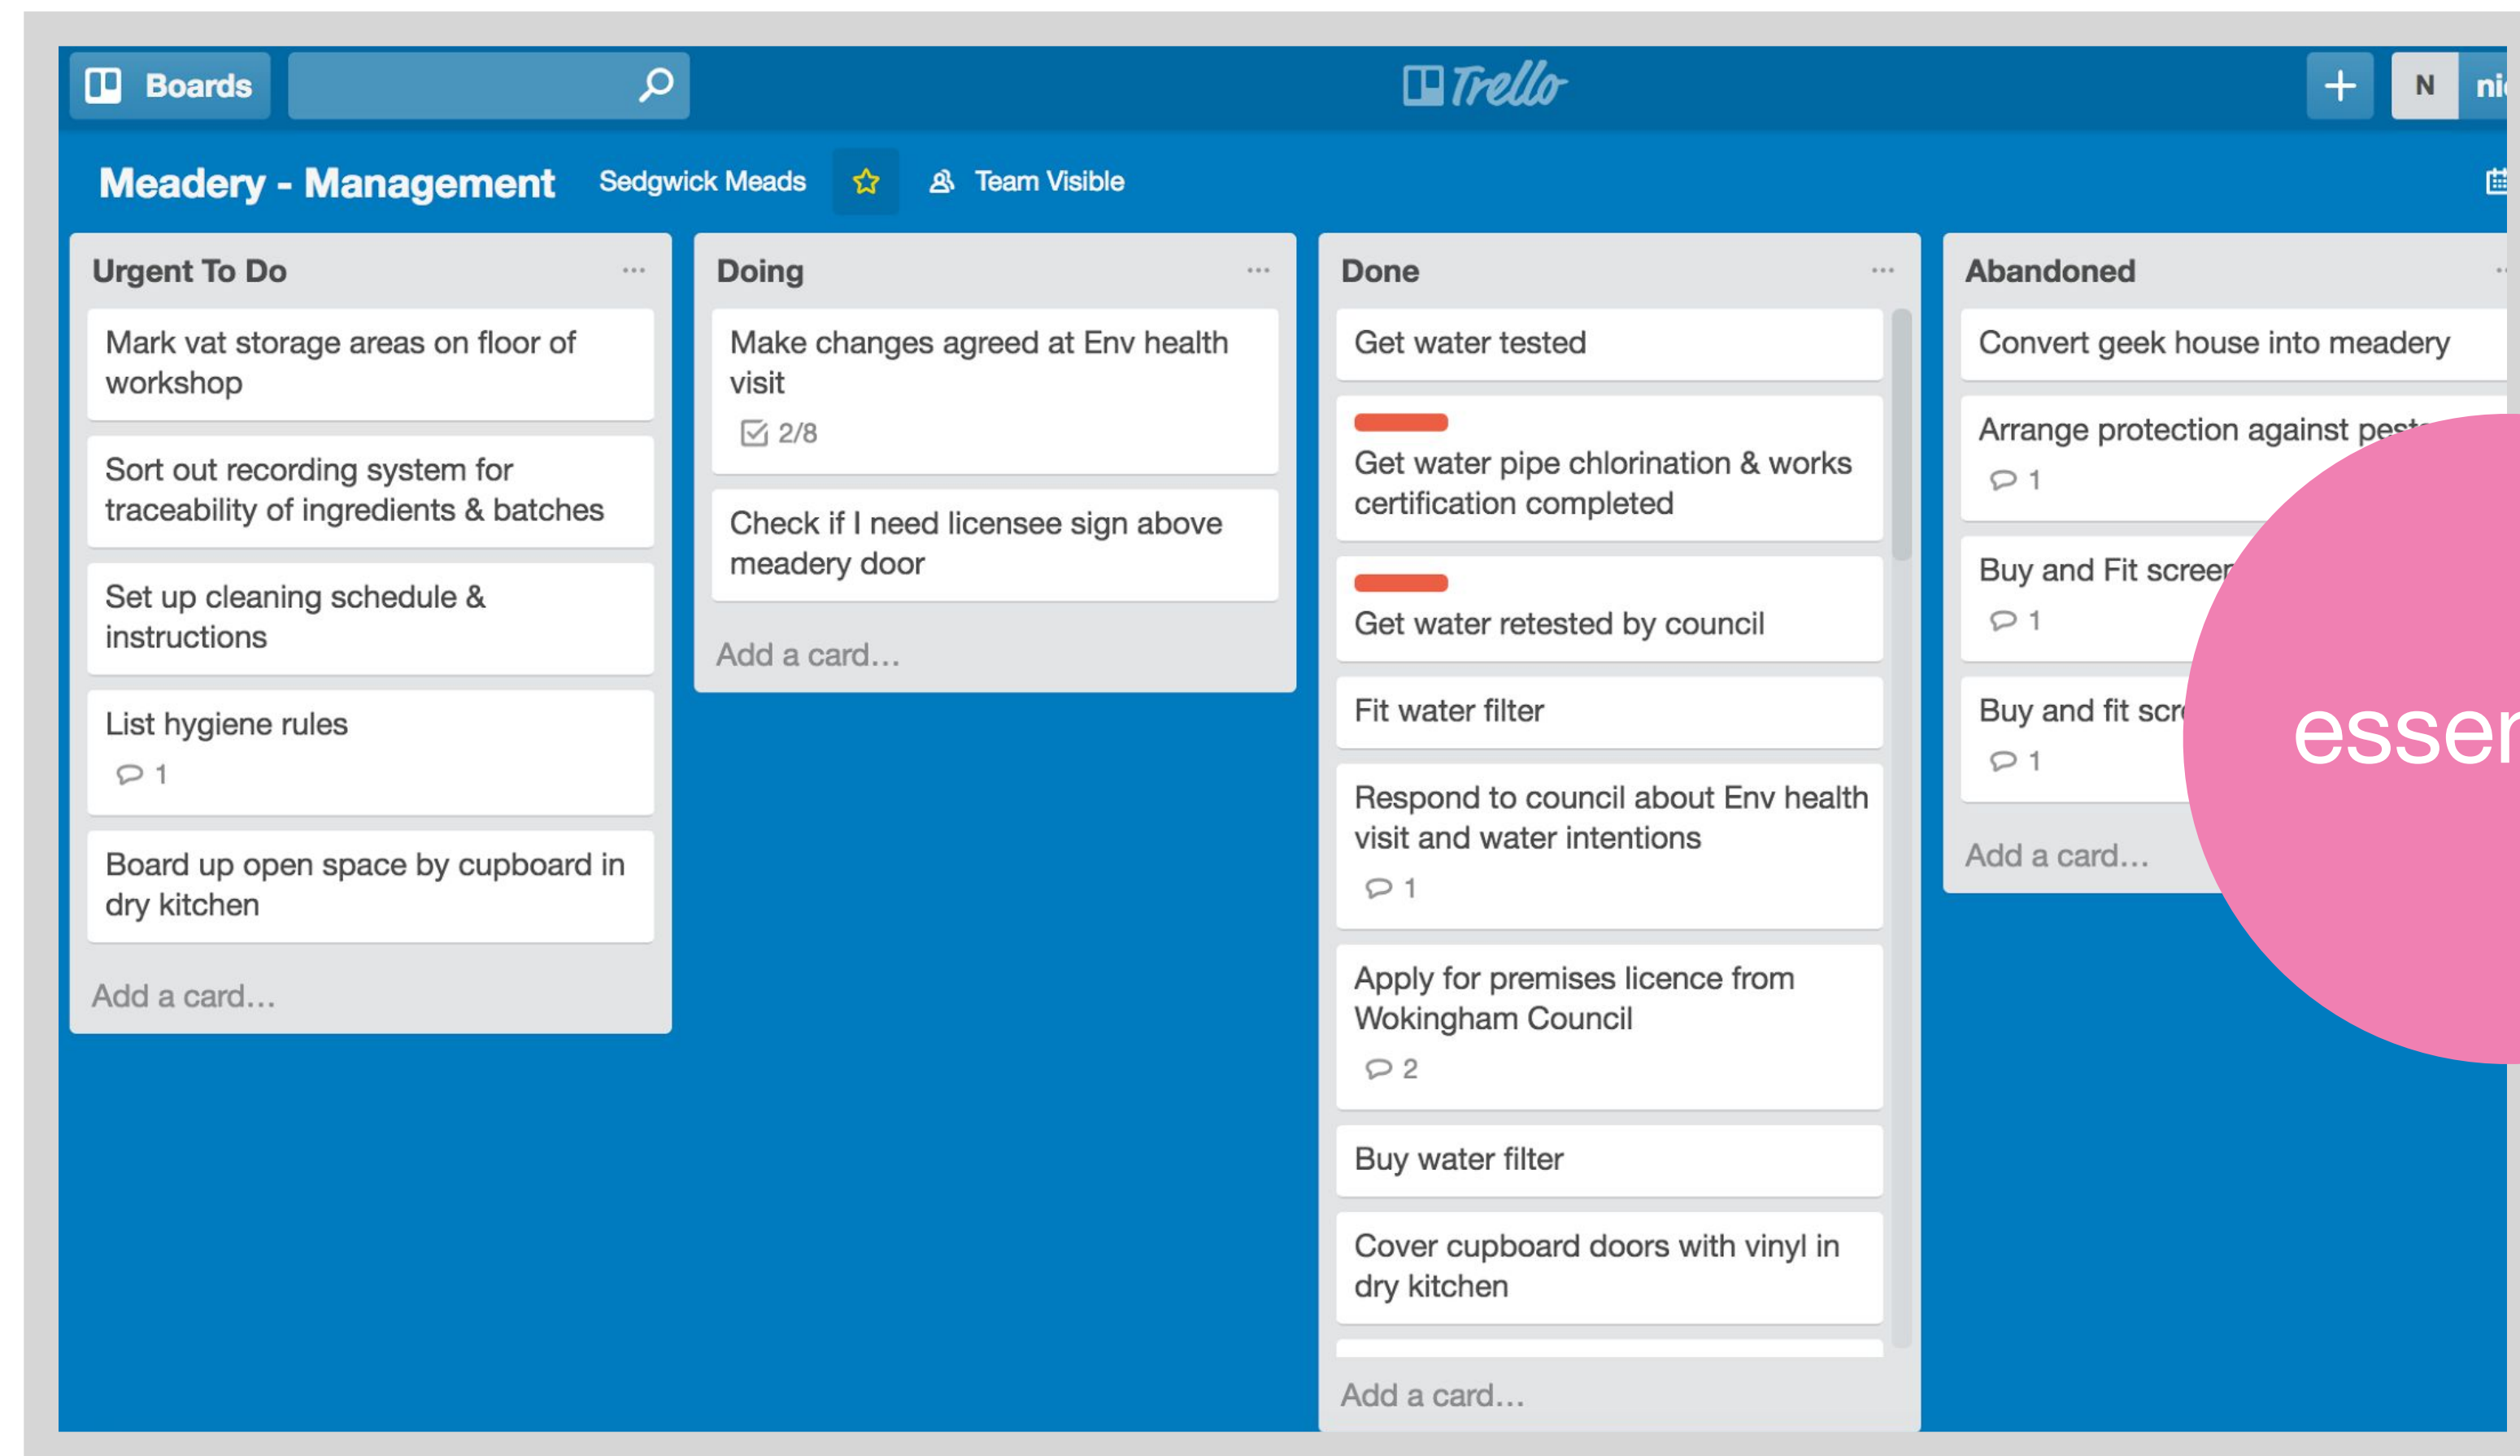 Boards
Trello
N
Meadery - Management
Sedgwick Meads
Team Visible
Urgent To Do
Mark vat storage areas on floor of
workshop
Sort out recording system for
traceability of ingredients & batches
Set up cleaning schedule &
instructions
List hygiene rules
1
Board up open space by cupboard in
dry kitchen
Add a card...
Doing
Make changes agreed at Env health
visit
2/8
Check if I need licensee sign above
meadery door
Add a card...
Done
Get water tested
Get water pipe chlorination & works
certification completed
Get water retested by council
Fit water filter
Respond to council about Env health
visit and water intentions
1
Apply for premises licence from
Wokingham Council
2
Buy water filter
Cover cupboard doors with vinyl in
dry kitchen
Add a card...
Abandoned
Convert geek house into meadery
Arrange protection against
1
Buy and Fit
1
Buy and fit
1
Add a card...